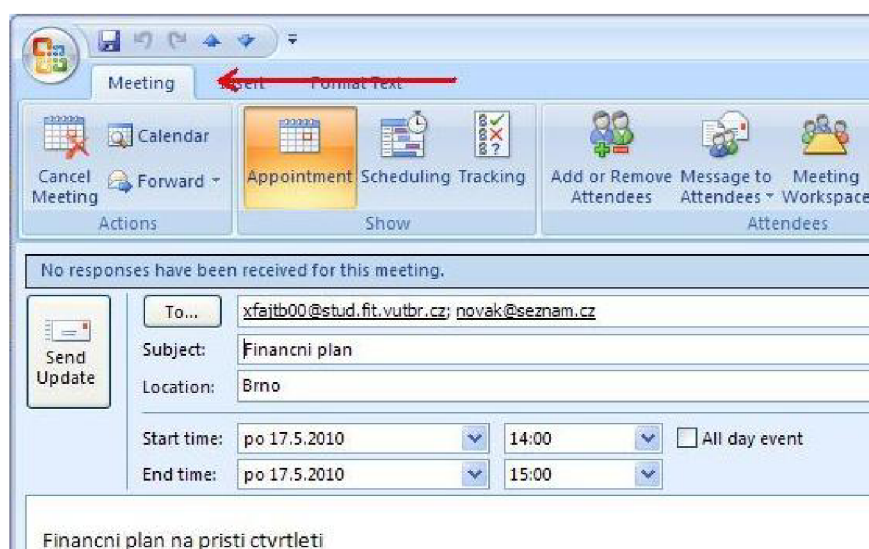 Meeting Insert Format Text
Cancel Meeting
Calendar
Forward
Actions
Appointment Scheduling Tracking
Show
Add or Remove Attendees
Message to Attendees
Meeting Workspace
Attendees
No responses have been received for this meeting.
Send Update
To... xfajtb00@stud.fit.vutbr.cz; novak@seznam.cz
Subject: Financni plan
Location: Brno
Start time: po 17.5.2010 14:00 All day event
End time: po 17.5.2010 15:00
Financni plan na pristi ctvrtleti